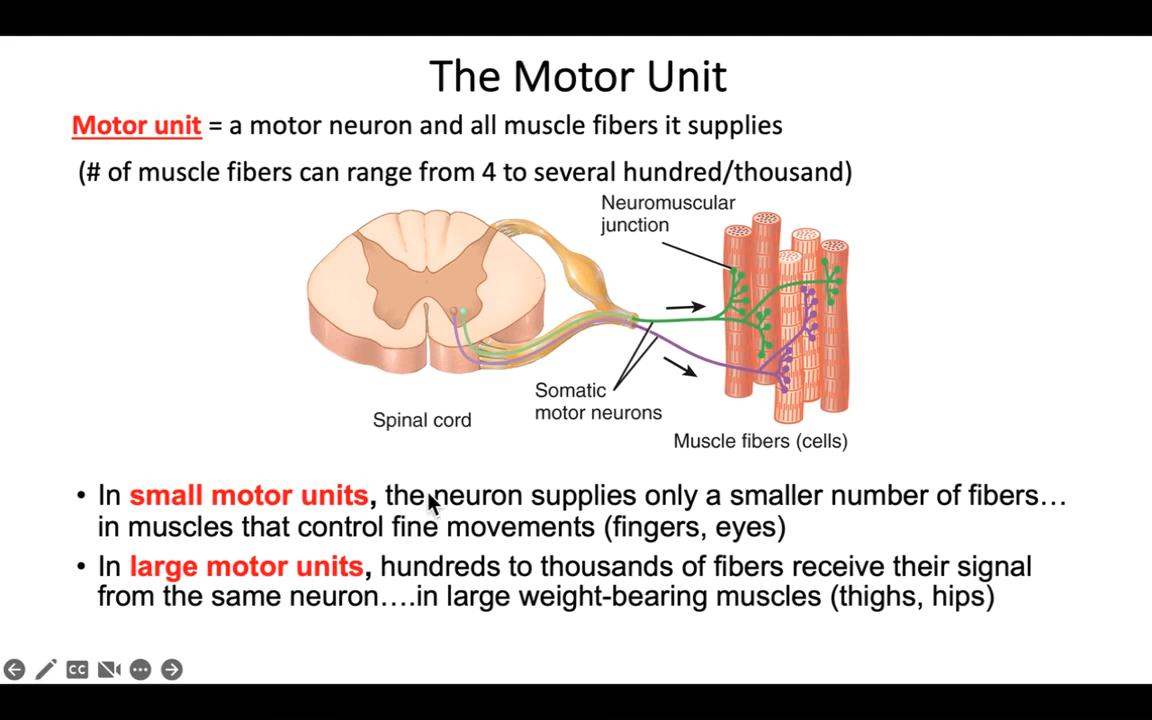 The Motor Unit
Motor unit = a motor neuron and all muscle fibers it supplies
(# of muscle fibers can range from 4 to several hundred/thousand)
Neuromuscular
junction
Somatic
motor neurons
Spinal cord
Muscle fibers (cells)
• In small motor units, the neuron supplies only a smaller number of fibers…
in muscles that control fine movements (fingers, eyes)
• In large motor units, hundreds to thousands of fibers receive their signal
from the same neuron….in large weight-bearing muscles (thighs, hips)
CC